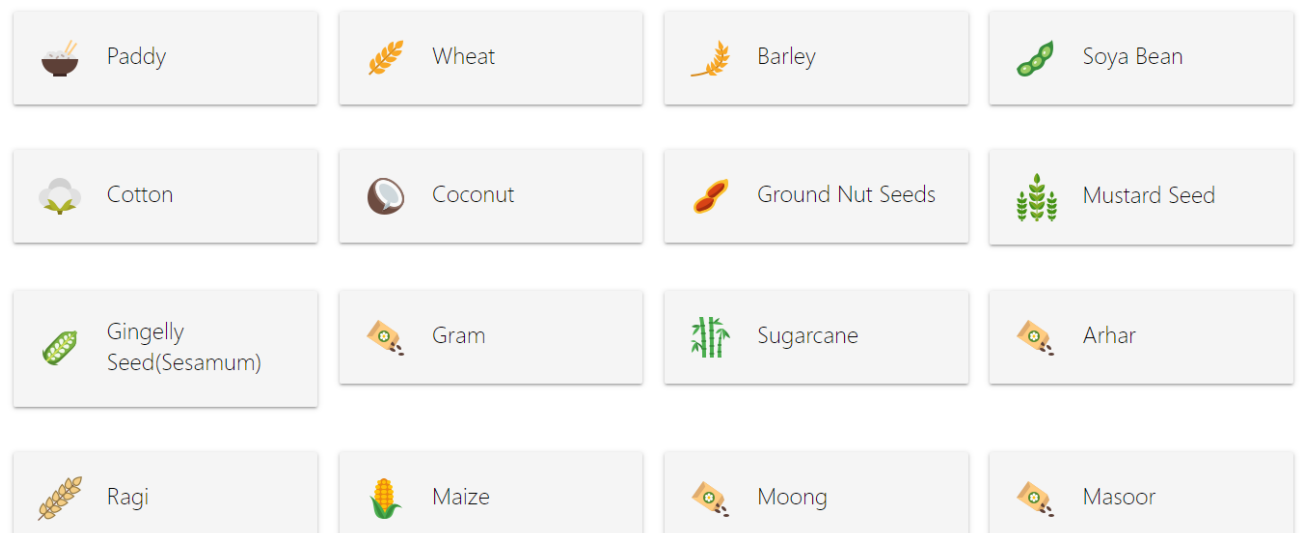 Paddy
Wheat
Barley
Soya Bean
Cotton
Coconut
Ground Nut Seeds
Mustard Seed
Gingelly
Seed(Sesamum)
Gram
Sugarcane
Arhar
Ragi
Maize
Moong
Masoor